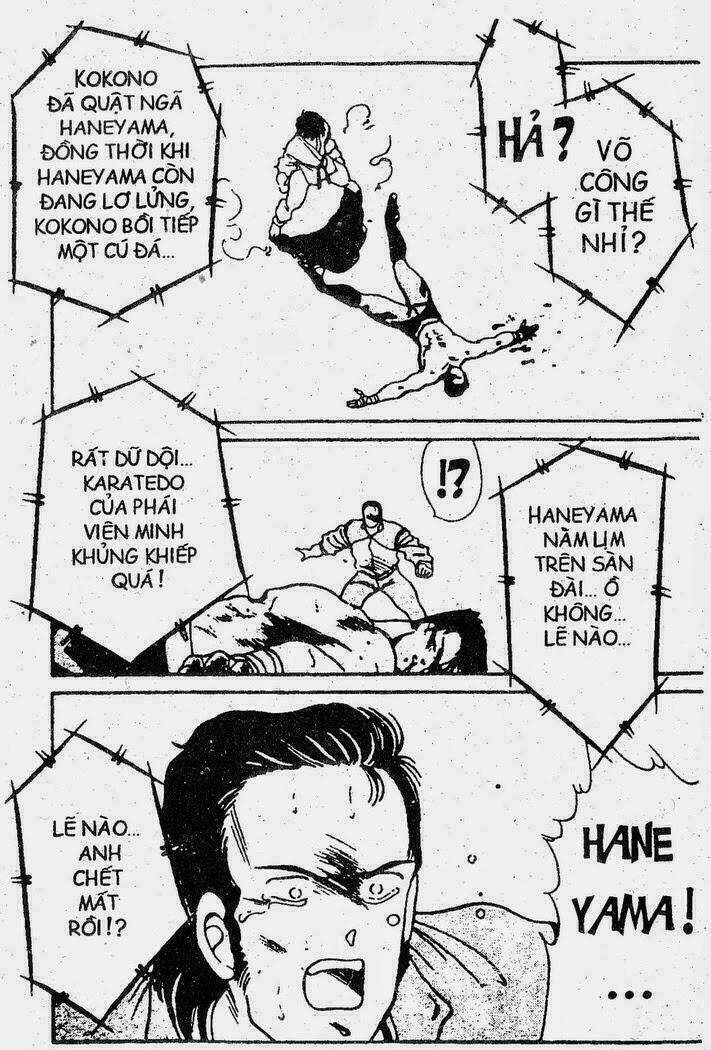 KOKONO
ĐÃ QUẬT NGÃ
HANEYAMA,
ĐỒNG THỜI KHI
HANEYAMA CÒN
ĐANG LƠ LỬNG,
KOKONO BỒI TIẾP
MỘT CÚ ĐÁ...
HẢ?
VÕ
CÔNG
GÌ THẾ
NHỈ?
RẤT DỮ DỘI...
KARATEDO
CỦA PHÁI
VIÊN MINH
KHỦNG KHIẾP
QUÁ!
!?
HANEYAMA
NẰM LỊM
TRÊN SÀN
ĐÀI... Ồ
KHÔNG...
LẼ NÀO...
LẼ NÀO...
ANH
CHẾT
MẤT
RỒI!?
HANE
YAMA!
...